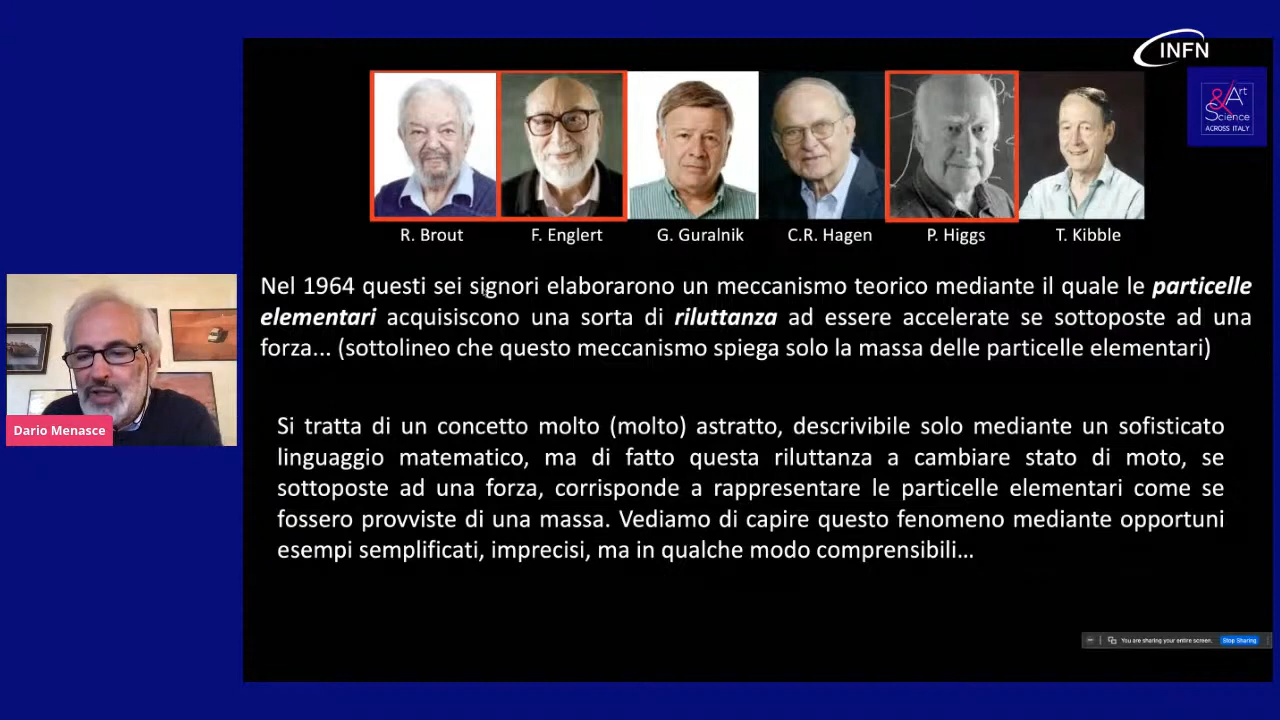 INFN
&Art
Science
ACROSS ITALY
R. Brout
F. Englert
G. Guralnik
C.R. Hagen
P. Higgs
T. Kibble
Nel 1964 questi sei signori elaborarono un meccanismo teorico mediante il quale le particelle
elementari acquisiscono una sorta di riluttanza ad essere accelerate se sottoposte ad una
forza... (sottolineo che questo meccanismo spiega solo la massa delle particelle elementari)
Si tratta di un concetto molto (molto) astratto, descrivibile solo mediante un sofisticato
linguaggio matematico, ma di fatto questa riluttanza a cambiare stato di moto, se
sottoposte ad una forza, corrisponde a rappresentare le particelle elementari come se
fossero provviste di una massa. Vediamo di capire questo fenomeno mediante opportuni
esempi semplificati, imprecisi, ma in qualche modo comprensibili...
Dario Menasce
You are sharing your entire screen.
Stop Sharing